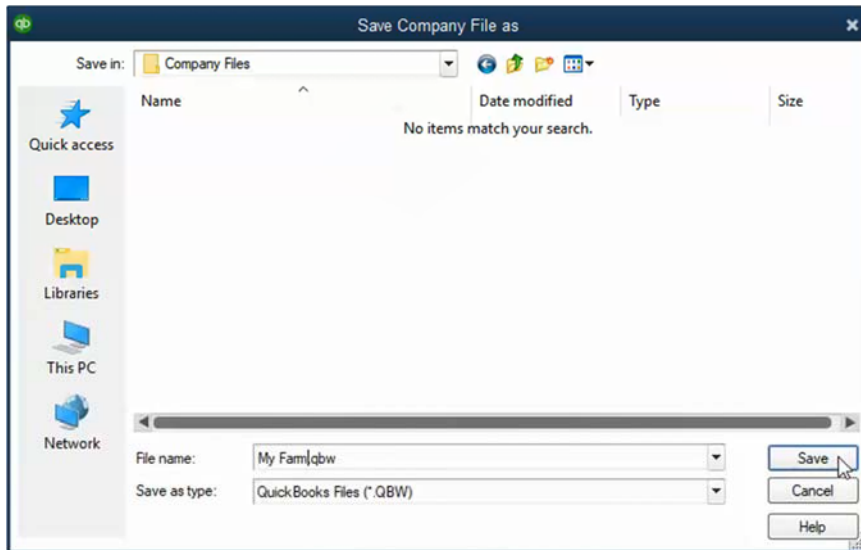 qb Save Company File as
Save in: Company Files
Name Date modified Type Size
No items match your search.
Quick access
Desktop
Libraries
This PC
Network
File name: My Farm.qbw Save
Save as type: QuickBooks Files (*.QBW) Cancel
Help